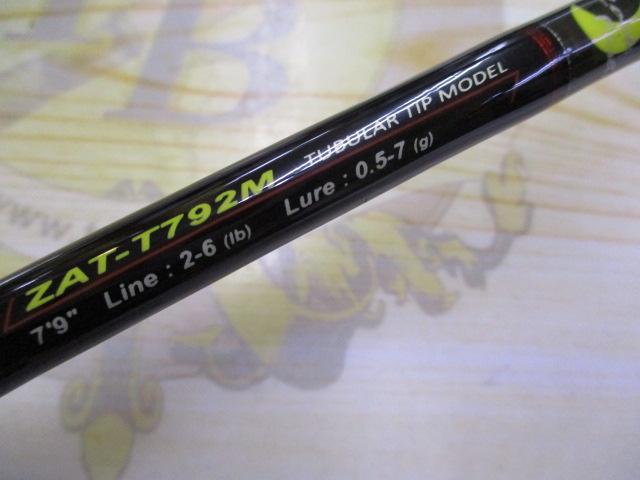 ZAT-T792M TUBULAR TIP MODEL
7'9" Line : 2-6 (lb) Lure : 0.5-7 (g)